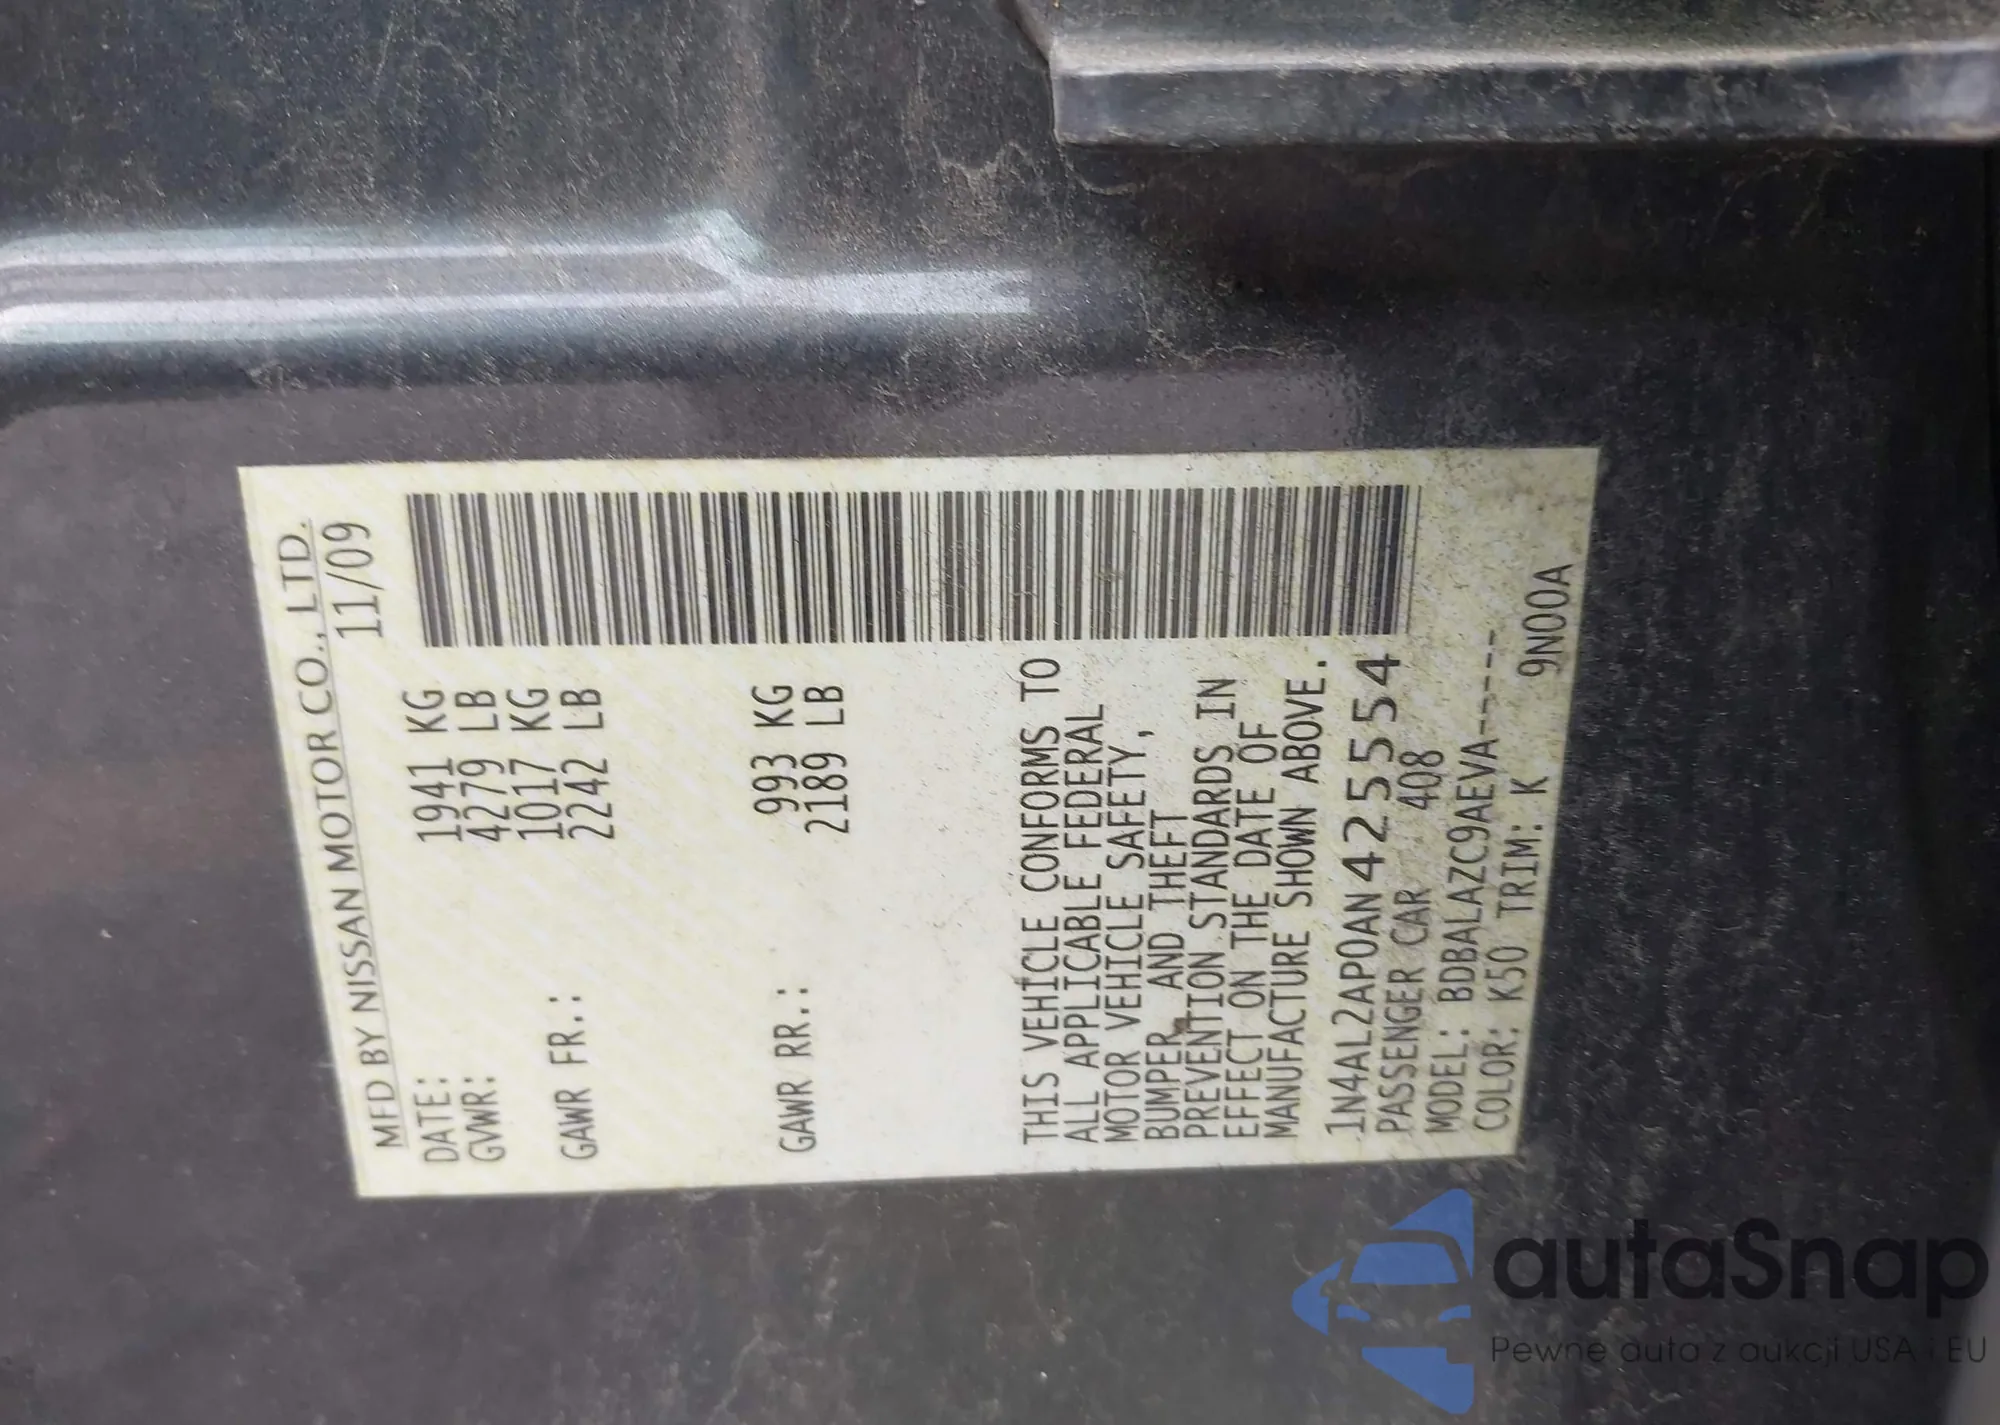 MFD BY NISSAN MOTOR CO., LTD.
DATE: 11/09
GVWR: 1941 KG
4279 LB
GAWR FR.: 1017 KG
2242 LB
GAWR RR.: 993 KG
2189 LB
THIS VEHICLE CONFORMS TO
ALL APPLICABLE FEDERAL
MOTOR VEHICLE SAFETY,
BUMPER, AND THEFT
PREVENTION STANDARDS IN
EFFECT ON THE DATE OF
MANUFACTURE SHOWN ABOVE.
1N4AL2AP0AN425554
PASSENGER CAR 408
MODEL: BDBALAZC9AEVA-----
COLOR: K50 TRIM: K 9N00A
autaSnap
Pewne auta z aukcji USA i EU